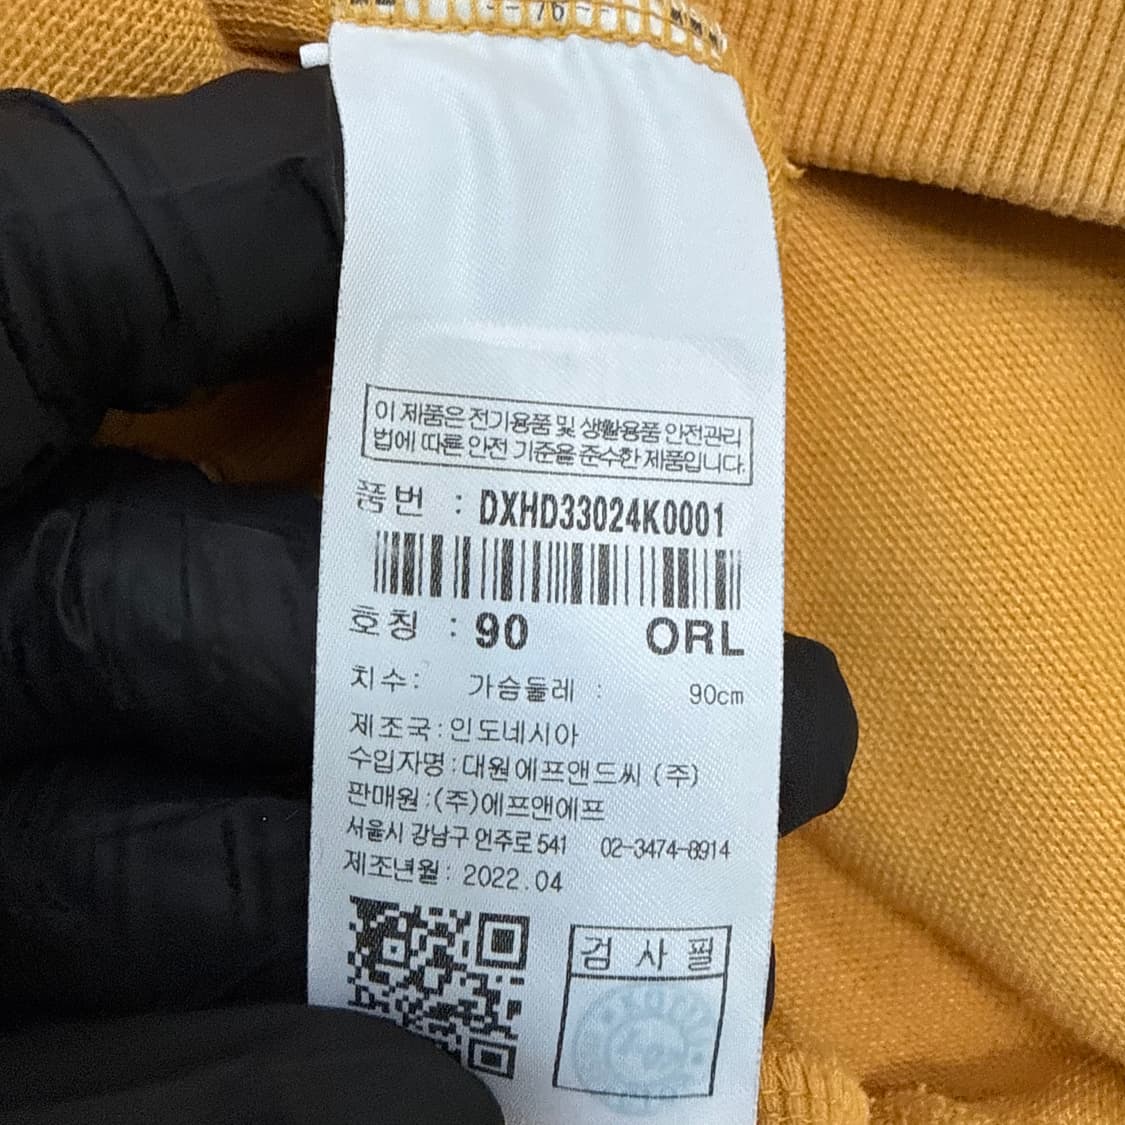 76
이 제품은 전기용품 및 생활용품 안전관리
법에 따른 안전 기준을 준수한 제품입니다.
품번 : DXHD33024K0001
호칭 : 90 ORL
치수: 가슴둘레 : 90cm
제조국:인도네시아
수입자명:대원에프앤드씨 (주)
판매원:(주)에프앤에프
서울시 강남구 언주로 541 02-3474-8914
제조년월: 2022.04
검 사 필